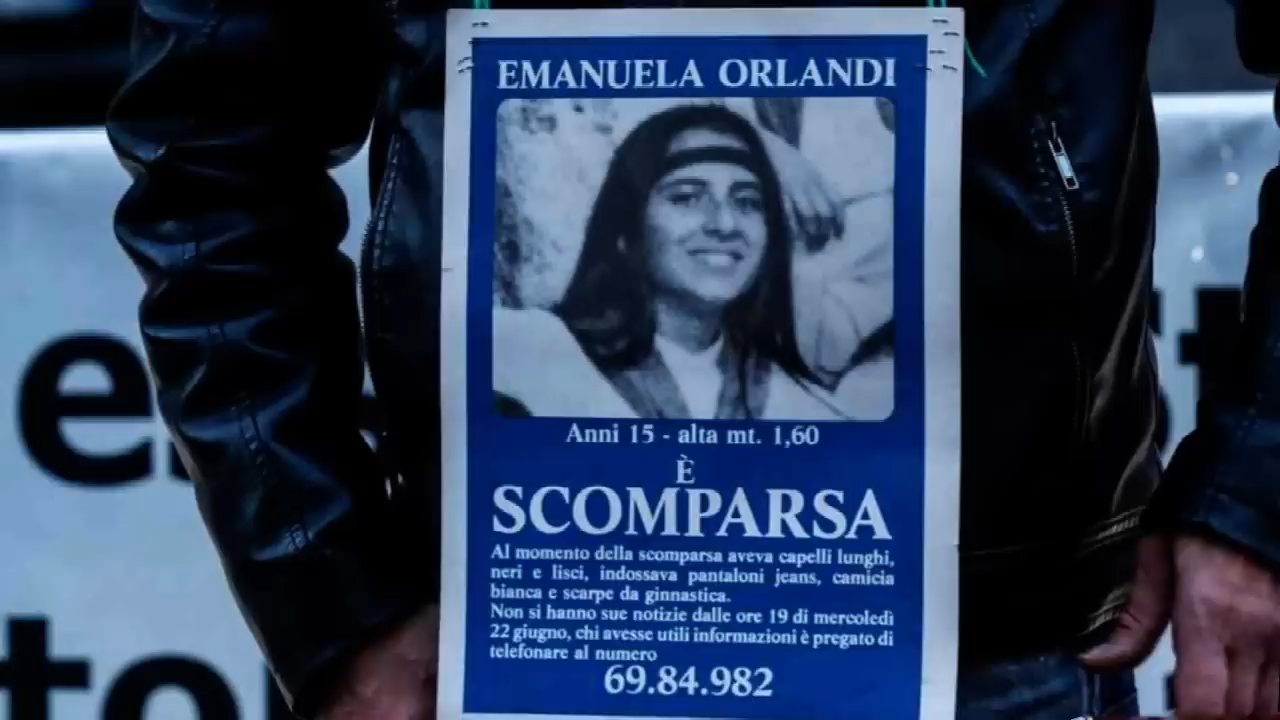 EMANUELA ORLANDI
Anni 15 - alta mt. 1,60
È
SCOMPARSA
Al momento della scomparsa aveva capelli lunghi,
neri e lisci, indossava pantaloni jeans, camicia
bianca e scarpe da ginnastica.
Non si hanno sue notizie dalle ore 19 di mercoledì
22 giugno, chi avesse utili informazioni è pregato di
telefonare al numero
69.84.982